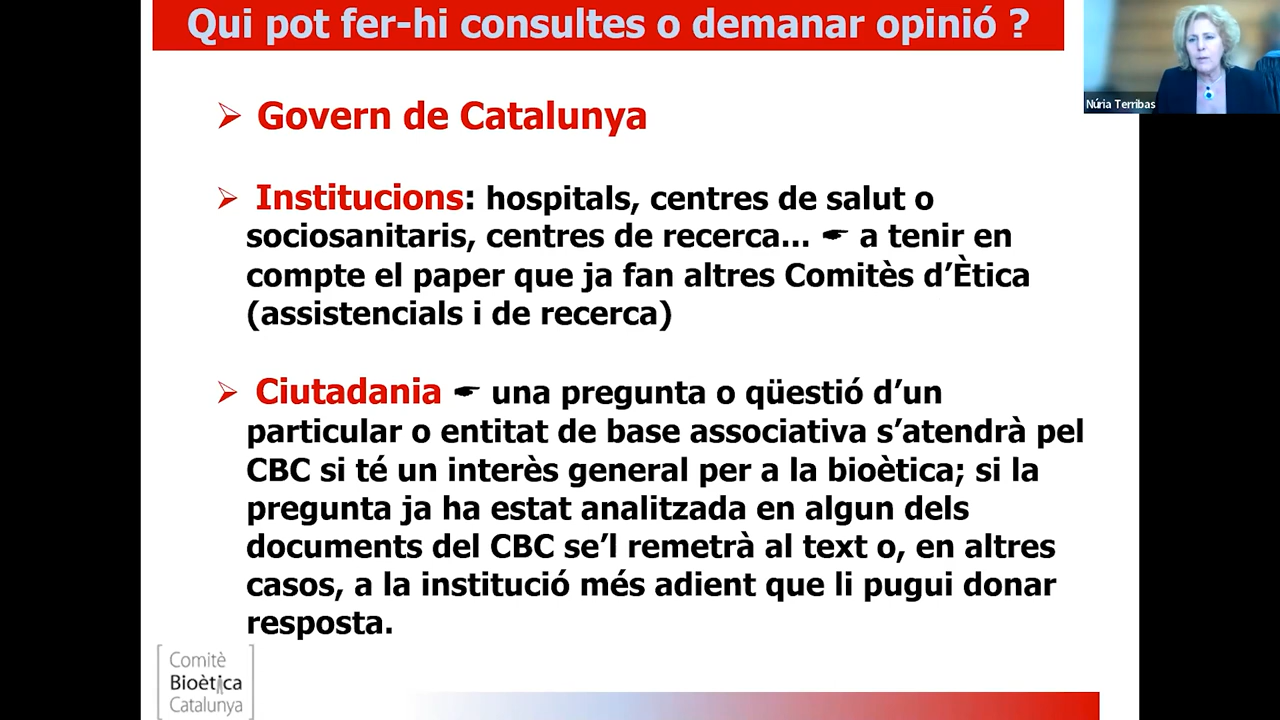 Qui pot fer-hi consultes o demanar opinió ?
Núria Terribas
Govern de Catalunya
Institucions: hospitals, centres de salut o
sociosanitaris, centres de recerca... ☛ a tenir en
compte el paper que ja fan altres Comitès d’Ètica
(assistencials i de recerca)
Ciutadania ☛ una pregunta o qüestió d’un
particular o entitat de base associativa s’atendrà pel
CBC si té un interès general per a la bioètica; si la
pregunta ja ha estat analitzada en algun dels
documents del CBC se’l remetrà al text o, en altres
casos, a la institució més adient que li pugui donar
resposta.
Comitè
Bioètica
Catalunya